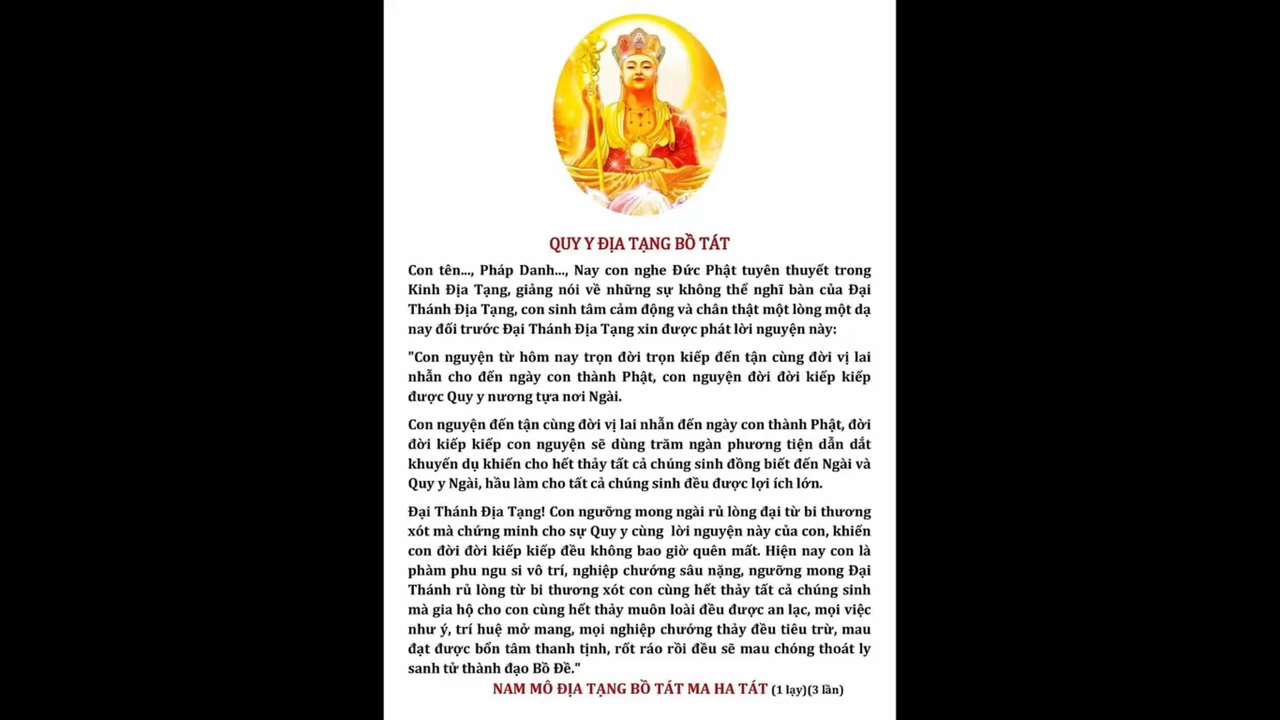 QUY Y ĐỊA TẠNG BỒ TÁT
Con tên..., Pháp Danh..., Nay con nghe Đức Phật tuyên thuyết trong
Kinh Địa Tạng, giảng nói về những sự không thể nghĩ bàn của Đại
Thánh Địa Tạng, con sinh tâm cảm động và chân thật một lòng một dạ
nay đối trước Đại Thánh Địa Tạng xin được phát lời nguyện này:
"Con nguyện từ hôm nay trọn đời trọn kiếp đến tận cùng đời vị lai
nhẫn cho đến ngày con thành Phật, con nguyện đời đời kiếp kiếp
được Quy y nương tựa nơi Ngài.
Con nguyện đến tận cùng đời vị lai nhẫn đến ngày con thành Phật, đời
đời kiếp kiếp con nguyện sẽ dùng trăm ngàn phương tiện dẫn dắt
khuyến dụ khiến cho hết thảy tất cả chúng sinh đồng biết đến Ngài và
Quy y Ngài, hầu làm cho tất cả chúng sinh đều được lợi ích lớn.
Đại Thánh Địa Tạng! Con ngưỡng mong ngài rủ lòng đại từ bi thương
xót mà chứng minh cho sự Quy y cùng lời nguyện này của con, khiến
con đời đời kiếp kiếp đều không bao giờ quên mất. Hiện nay con là
phàm phu ngu si vô trí, nghiệp chướng sâu nặng, ngưỡng mong Đại
Thánh rủ lòng từ bi thương xót con cùng hết thảy tất cả chúng sinh
mà gia hộ cho con cùng hết thảy muôn loài đều được an lạc, mọi việc
như ý, trí huệ mở mang, mọi nghiệp chướng thảy đều tiêu trừ, mau
đạt được bổn tâm thanh tịnh, rốt ráo rồi đều sẽ mau chóng thoát ly
sanh tử thành đạo Bồ Đề."
NAM MÔ ĐỊA TẠNG BỒ TÁT MA HA TÁT (1 lạy)(3 lần)